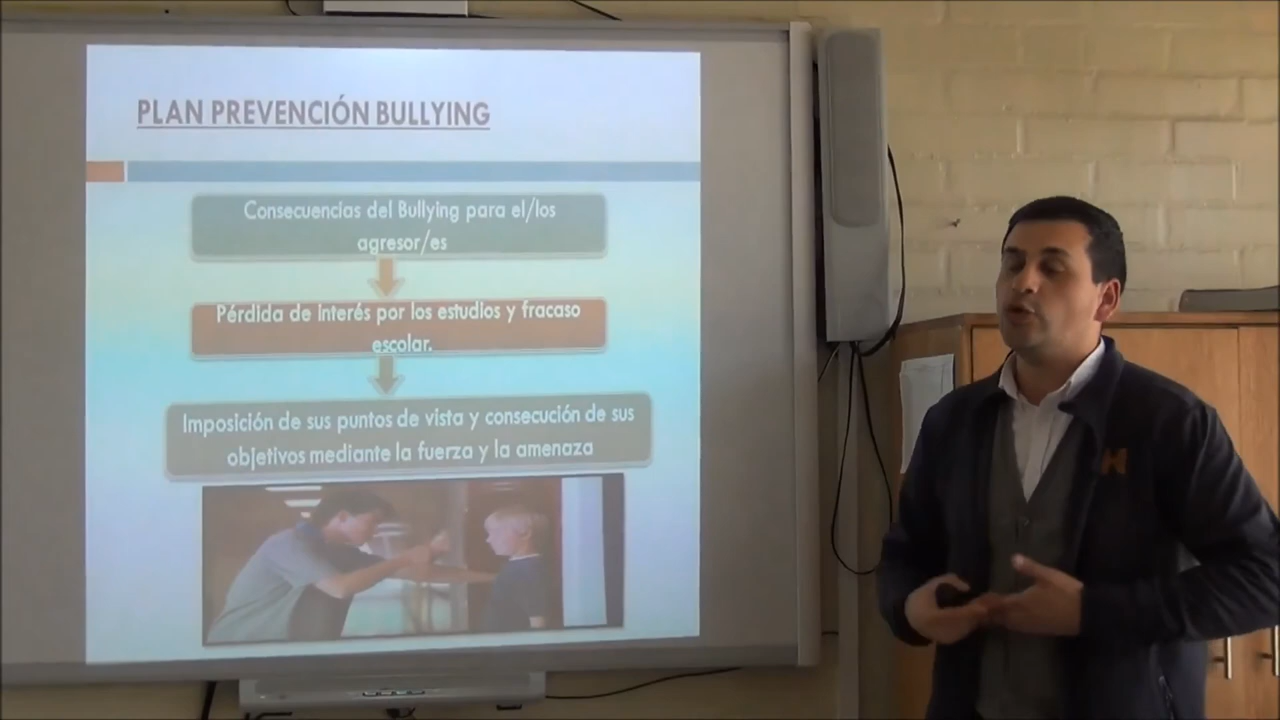 PLAN PREVENCIÓN BULLYING
Consecuencias del Bullying para el/los
agresor/es
Pérdida de interés por los estudios y fracaso
escolar.
Imposición de sus puntos de vista y consecución de sus
objetivos mediante la fuerza y la amenaza